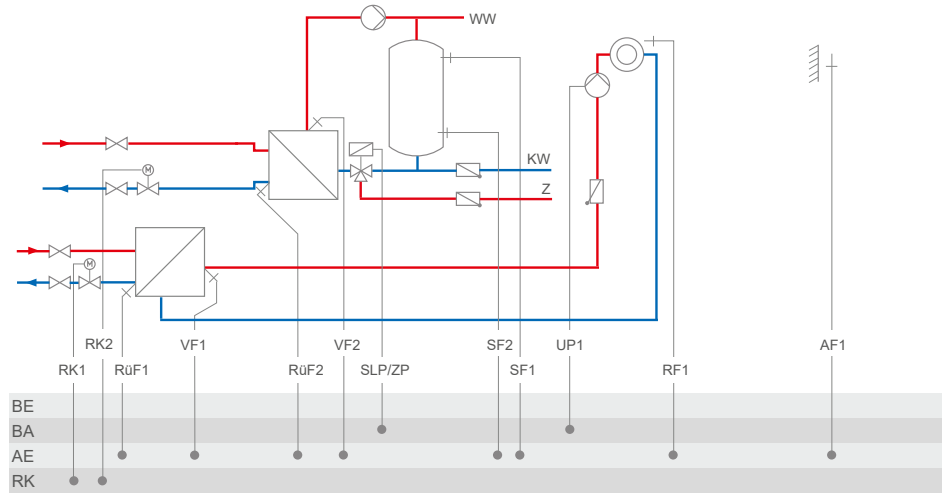 WW
KW
Z
M
M
RK2 VF1 VF2 SF2 UP1 AF1
RK1 RüF1 RüF2 SLP/ZP SF1 RF1
BE
BA
AE
RK